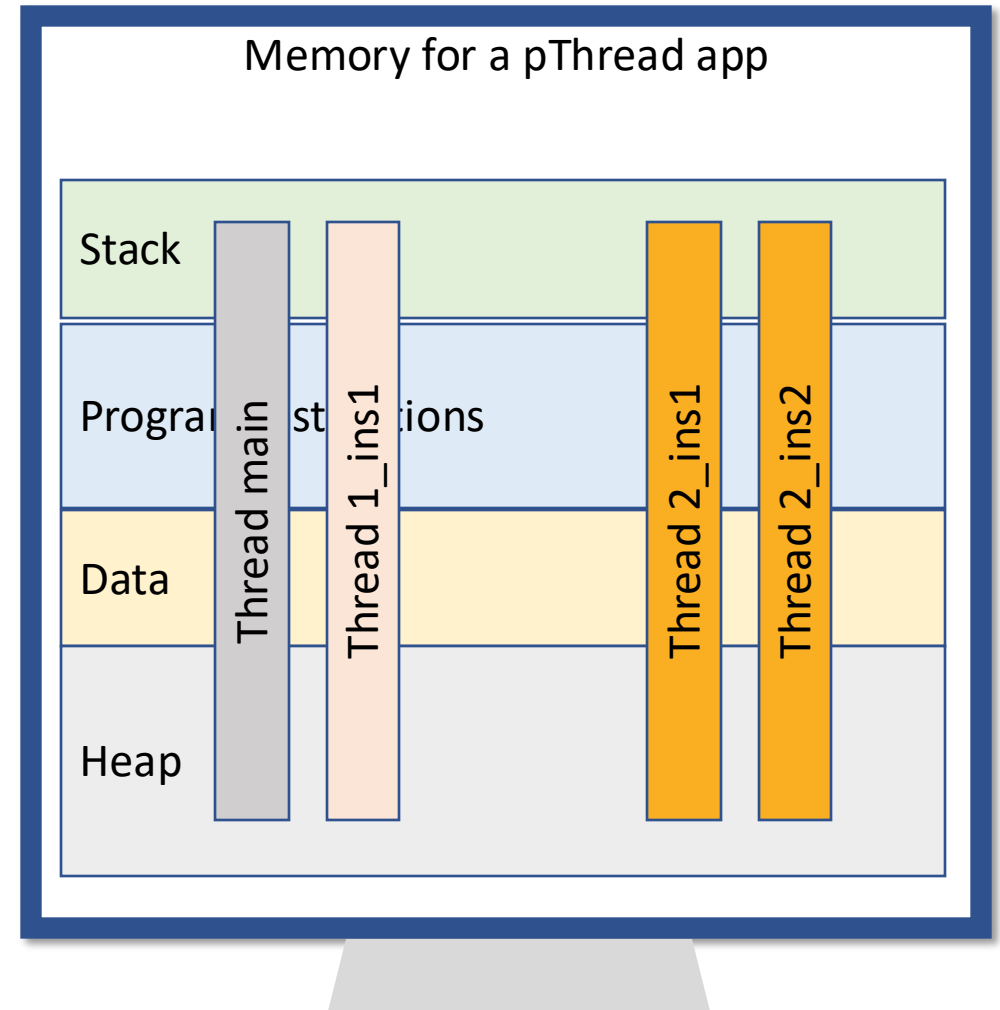 Memory for a pThread app
Stack
Thread main
Thread 1_ins1
Thread 2_ins1
Thread 2_ins2
Data
Heap